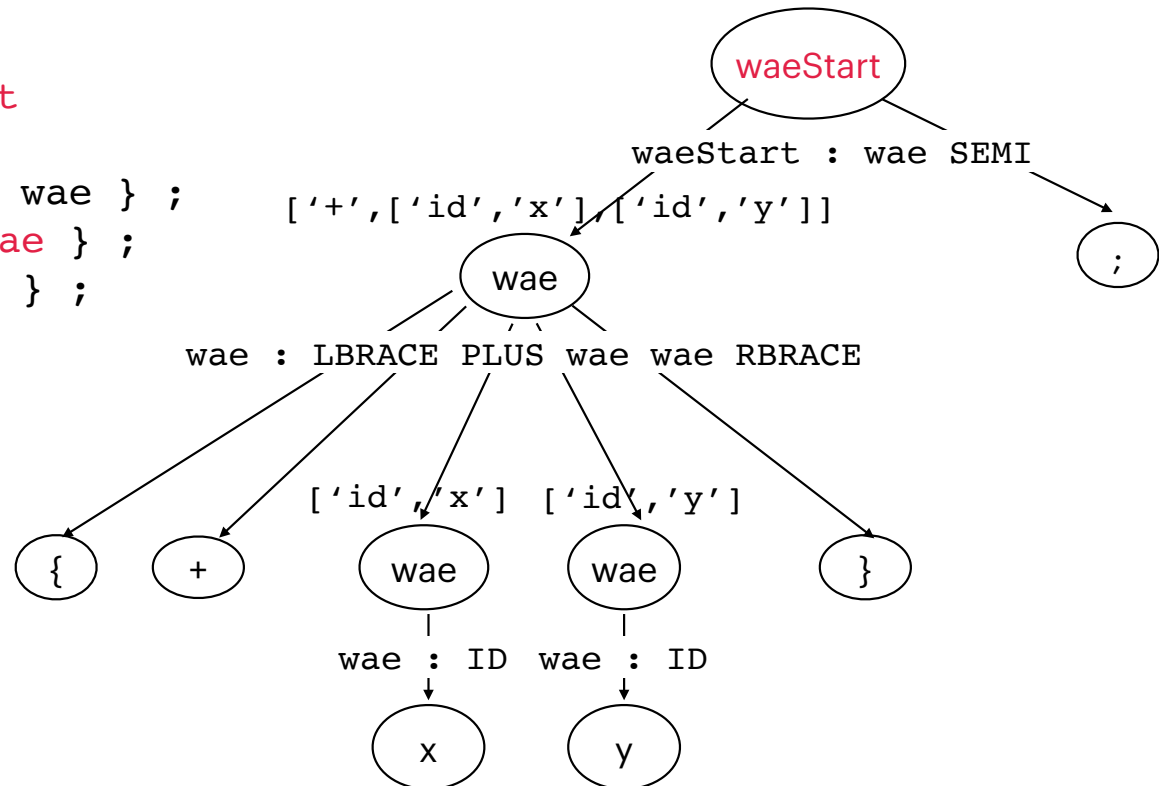 waeStart
t
waeStart : wae SEMI
wae } ;
[‘+’,[‘id’,’x’],[‘id’,’y’]]
ae } ;
;
wae
} ;
wae : LBRACE PLUS wae wae RBRACE
[‘id’,’x’] [‘id’,’y’]
{ + wae wae }
wae : ID wae : ID
x y